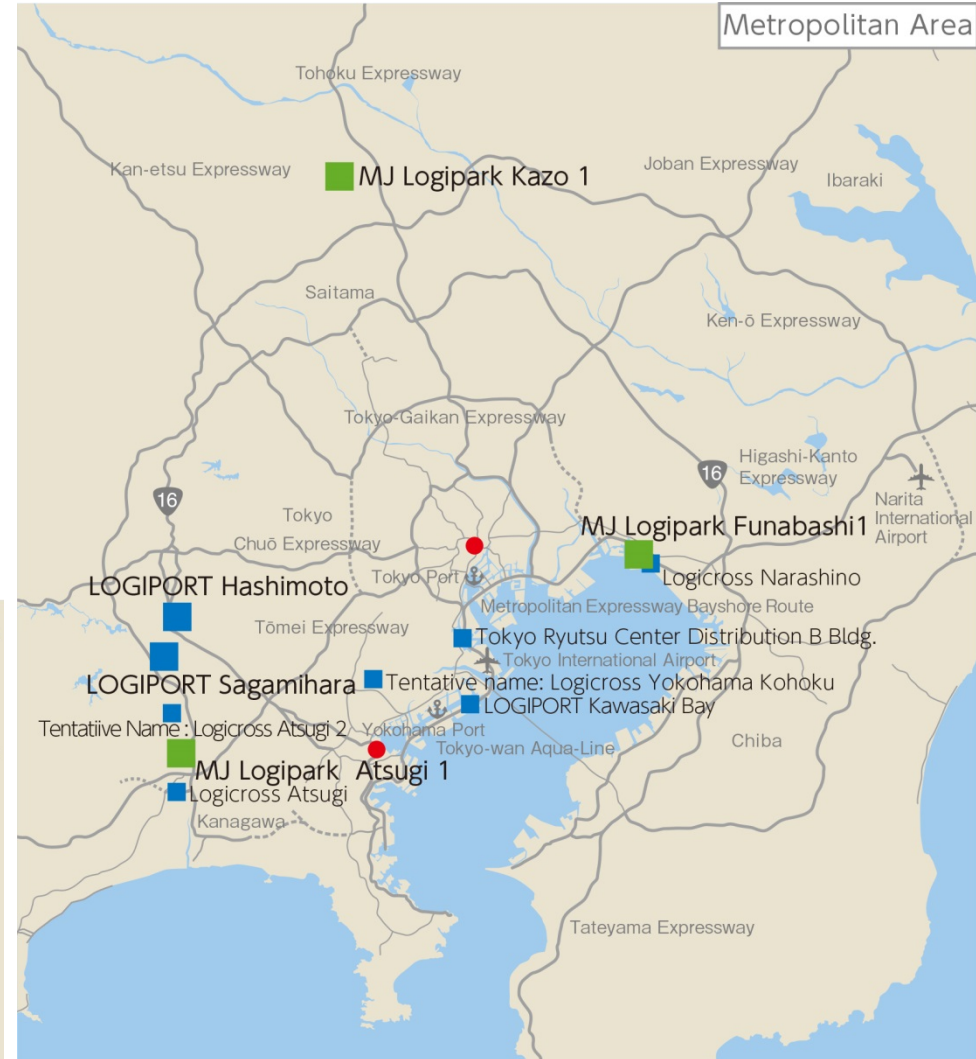 Metropolitan Area
Tohoku Expressway
Kan-etsu Expressway
MJ Logipark Kazo 1
Joban Expressway
Ibaraki
Saitama
Ken-ō Expressway
Tokyo-Gaikan Expressway
Higashi-Kanto
Expressway
16
16
Narita
International
Airport
Tokyo
Chuō Expressway
MJ Logipark Funabashi1
Tokyo Port
Logicross Narashino
LOGIPORT Hashimoto
Metropolitan Expressway Bayshore Route
Tōmei Expressway
Tokyo Ryutsu Center Distribution B Bldg.
Tokyo International Airport
LOGIPORT Sagamihara
Tentative name: Logicross Yokohama Kohoku
LOGIPORT Kawasaki Bay
Tentatiive Name : Logicross Atsugi 2
Yokohama Port
Tokyo-wan Aqua-Line
Chiba
MJ Logipark Atsugi 1
Logicross Atsugi
Kanagawa
Tateyama Expressway